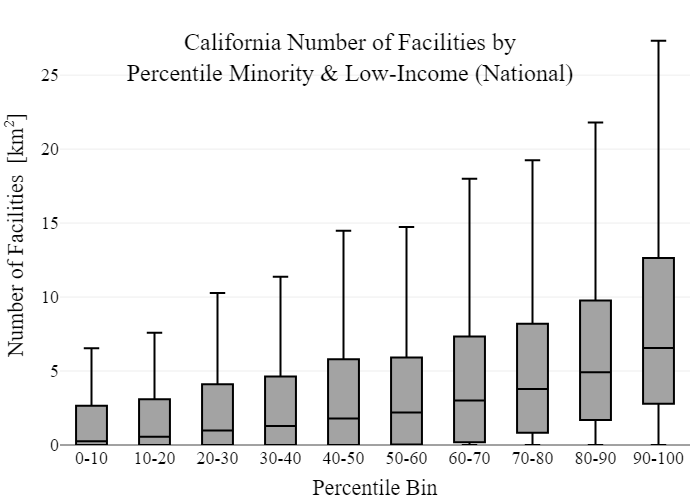 California Number of Facilities by
Percentile Minority & Low-Income (National)
Number of Facilities [km²]
25
20
15
10
5
0
0-10 10-20 20-30 30-40 40-50 50-60 60-70 70-80 80-90 90-100
Percentile Bin